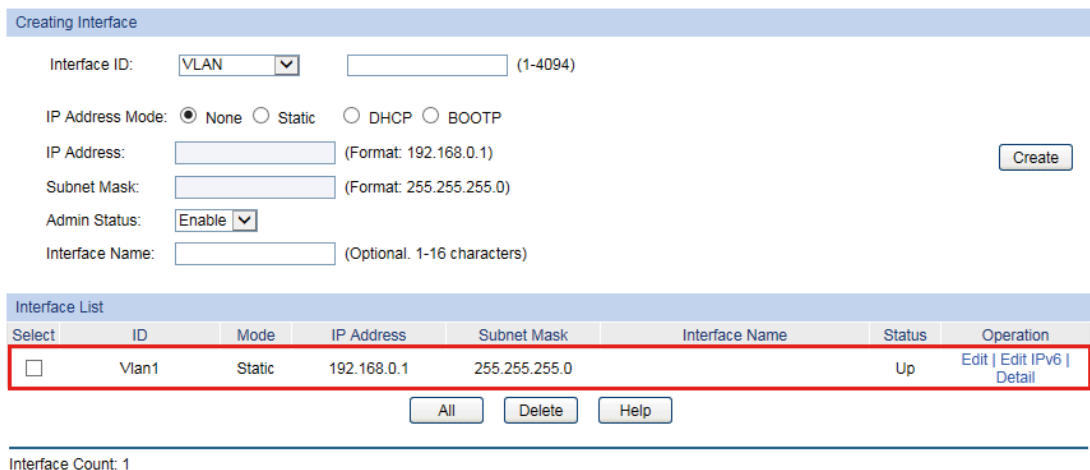 Creating Interface
Interface ID: VLAN (1-4094)
IP Address Mode: None Static DHCP BOOTP
IP Address: (Format: 192.168.0.1)
Create
Subnet Mask: (Format: 255.255.255.0)
Admin Status: Enable
Interface Name: (Optional. 1-16 characters)
Interface List
Select ID Mode IP Address Subnet Mask Interface Name Status Operation
Vlan1 Static 192.168.0.1 255.255.255.0 Up Edit | Edit IPv6 |
Detail
All Delete Help
Interface Count: 1